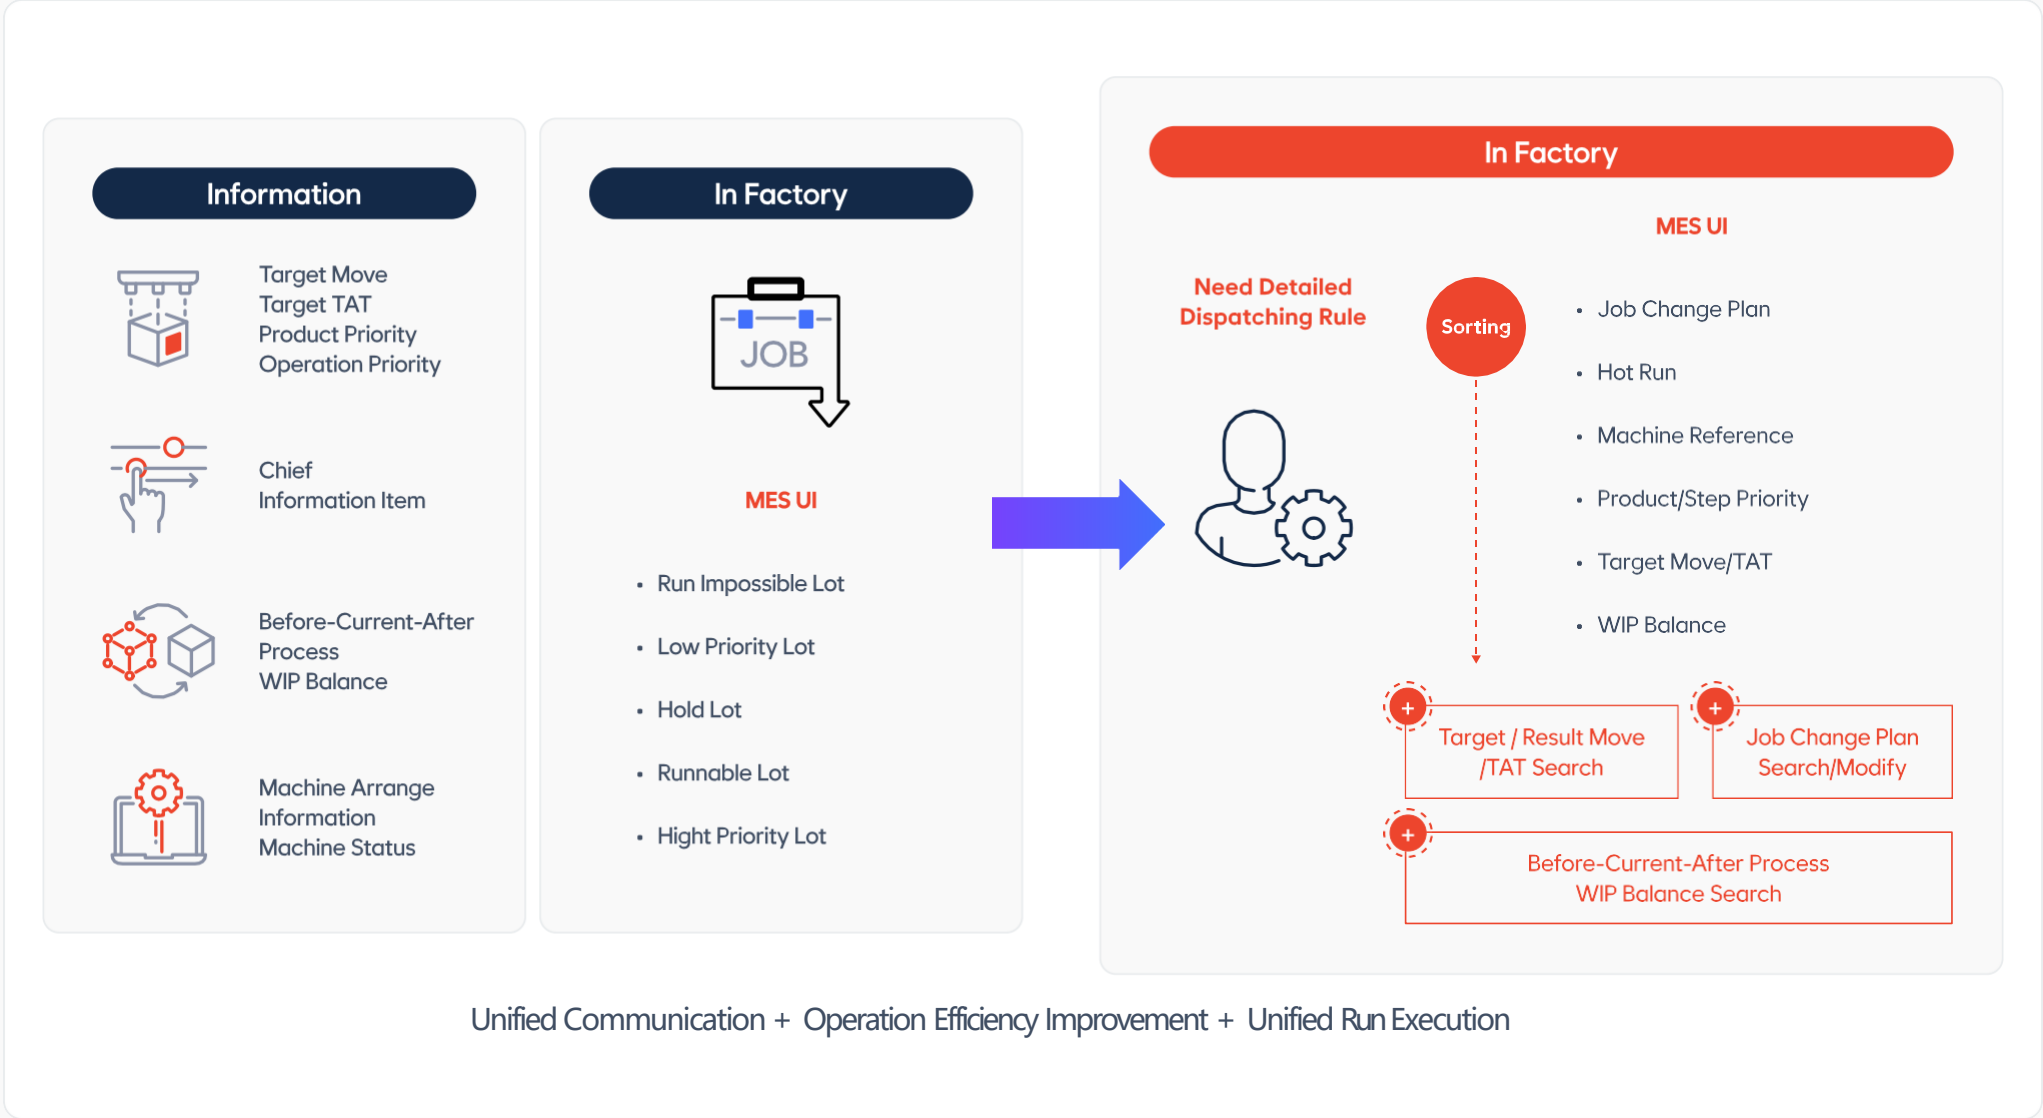 Information
Target Move
Target TAT
Product Priority
Operation Priority
Chief
Information Item
Before-Current-After
Process
WIP Balance
Machine Arrange
Information
Machine Status
In Factory
JOB
MES UI
• Run Impossible Lot
• Low Priority Lot
• Hold Lot
• Runnable Lot
• Hight Priority Lot
In Factory
Need Detailed
Dispatching Rule
Sorting
MES UI
• Job Change Plan
• Hot Run
• Machine Reference
• Product/Step Priority
• Target Move/TAT
• WIP Balance
+
Target / Result Move
/TAT Search
+
Job Change Plan
Search/Modify
+
Before-Current-After Process
WIP Balance Search
Unified Communication + Operation Efficiency Improvement + Unified Run Execution